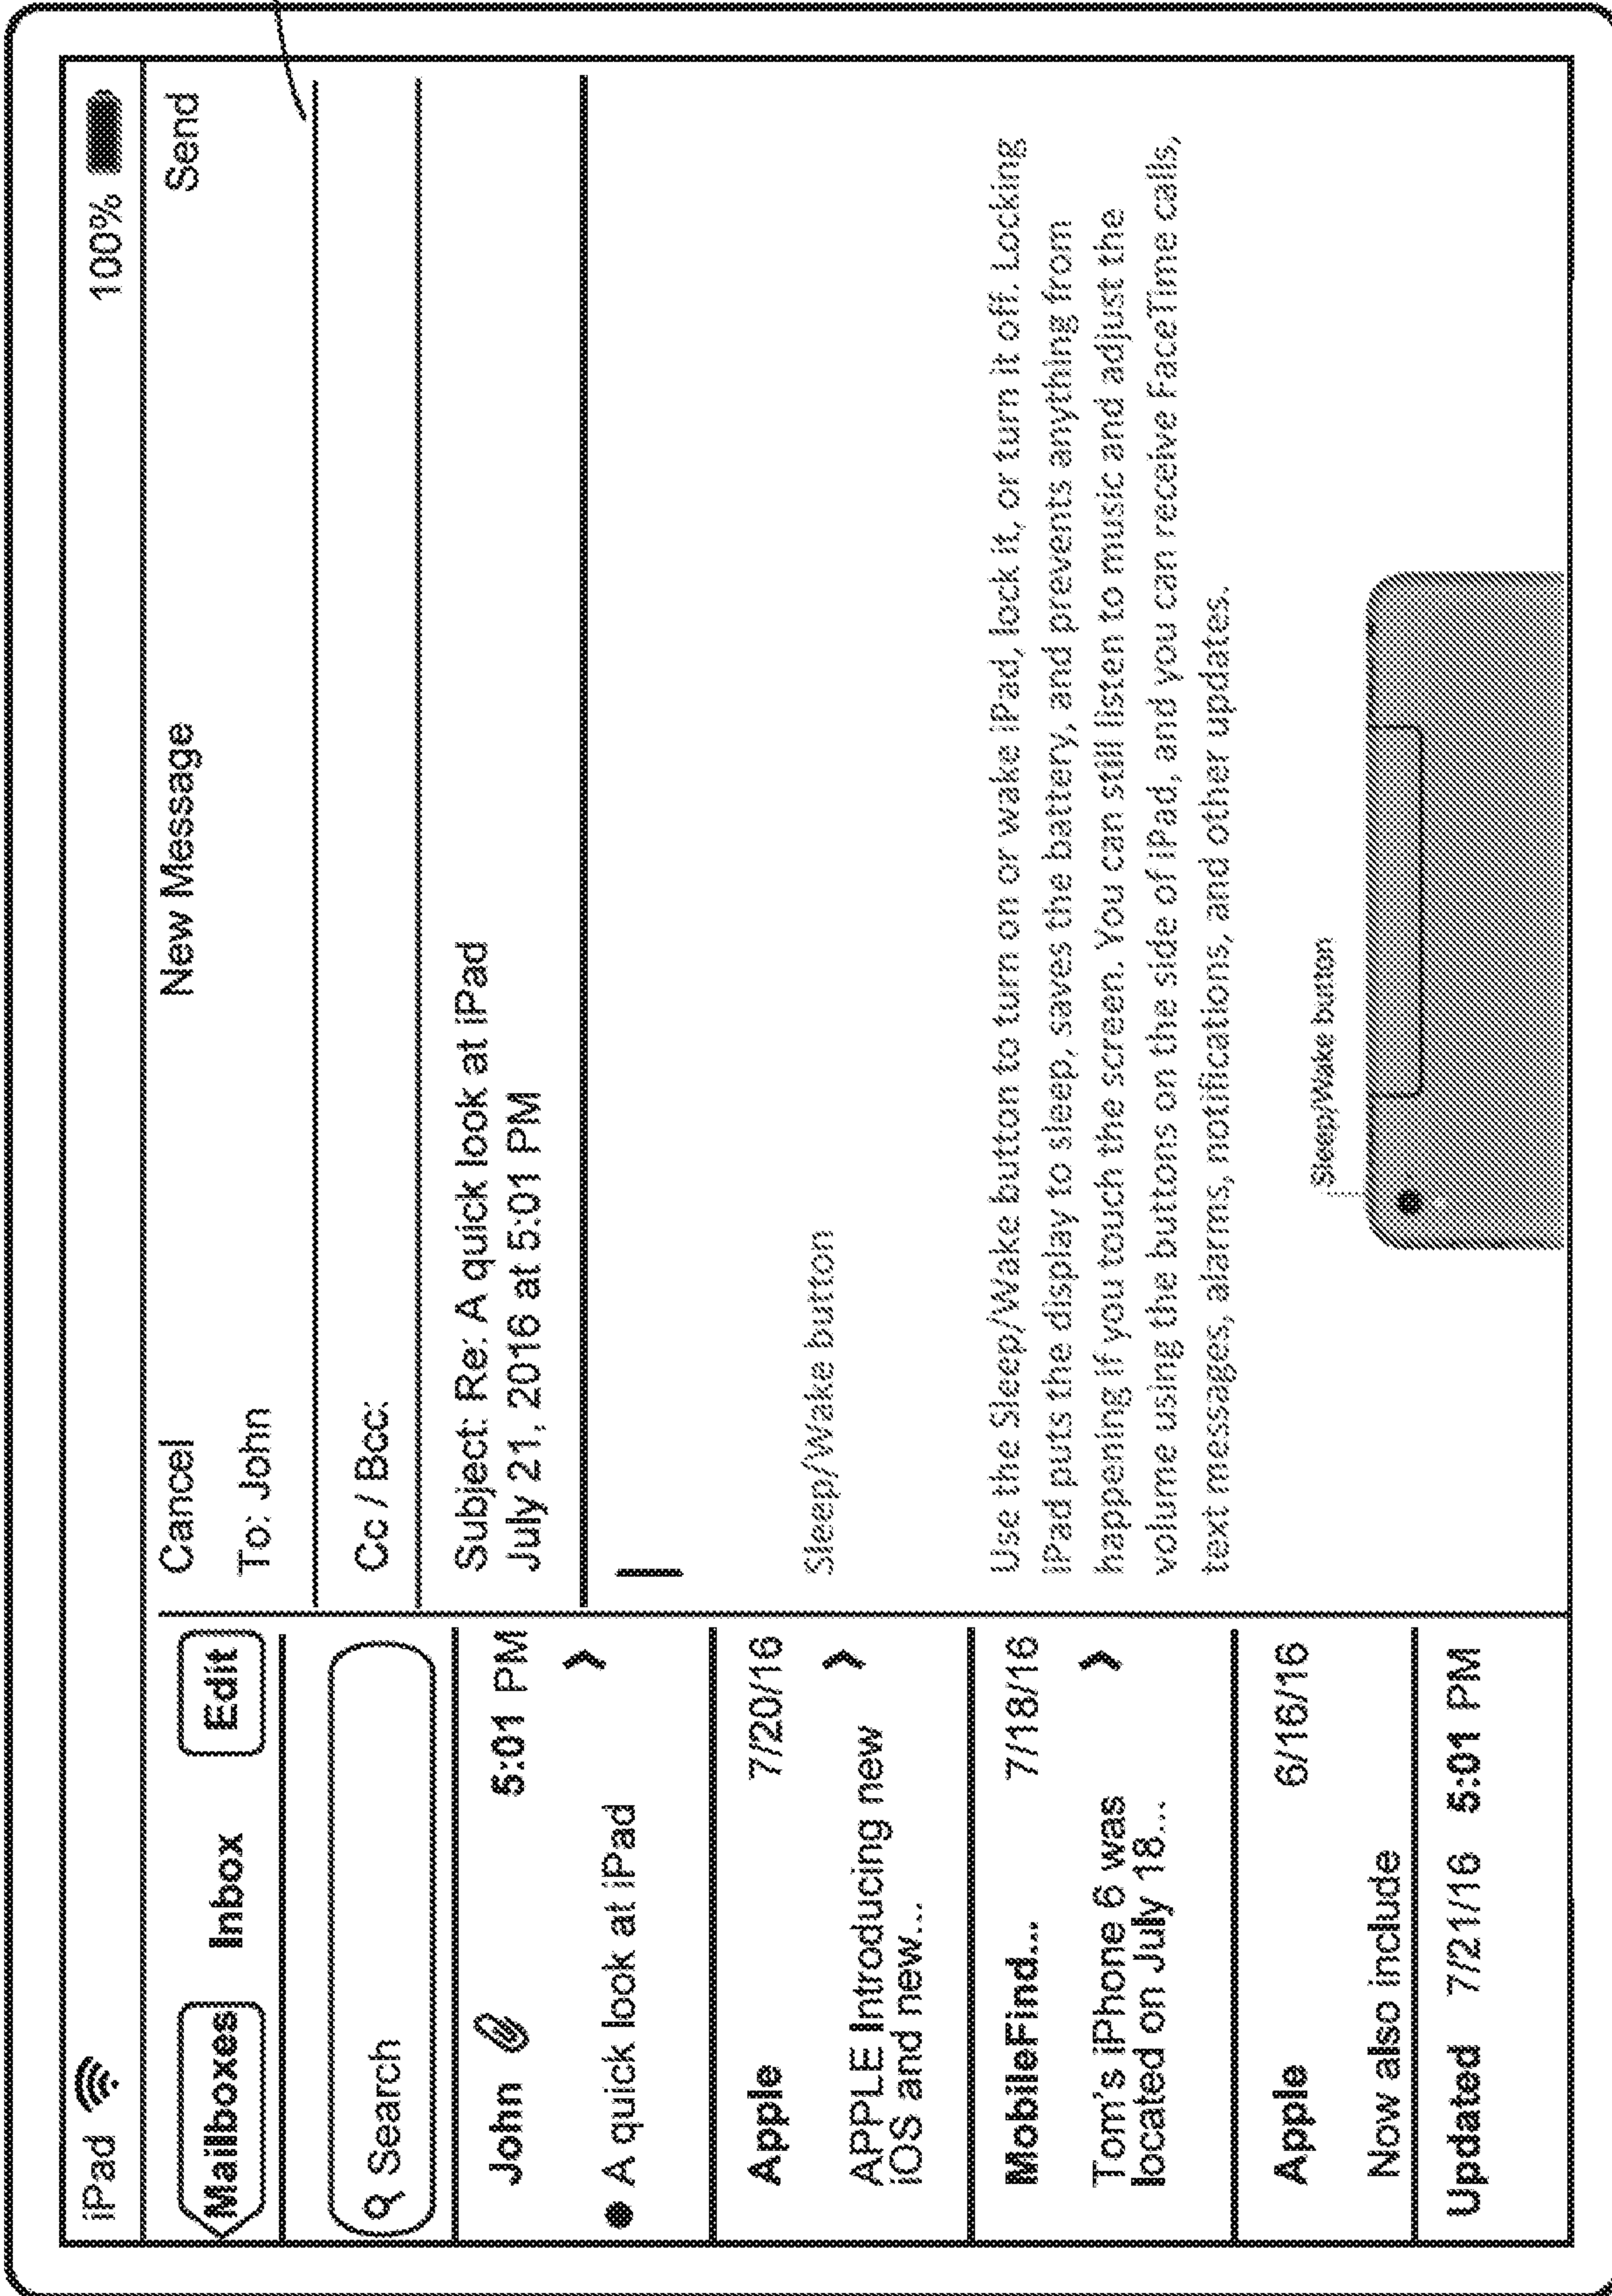 iPad 100%
Mailboxes Inbox Edit
Search
John 5:01 PM
A quick look at iPad
Apple 7/20/16
APPLE Introducing new
iOS and new...
MobileFind... 7/18/16
Tom's iPhone 6 was
located on July 18...
Apple 6/16/16
Now also include
Updated 7/21/16 5:01 PM
Cancel New Message Send
To: John
Cc / Bcc:
Subject: Re: A quick look at iPad
July 21, 2016 at 5:01 PM
Sleep/Wake button
Use the Sleep/Wake button to turn on or wake iPad, lock it, or turn it off. Locking
iPad puts the display to sleep, saves the battery, and prevents anything from
happening if you touch the screen. You can still listen to music and adjust the
volume using the buttons on the side of iPad, and you can receive FaceTime calls,
text messages, alarms, notifications, and other updates.
Sleep/Wake button